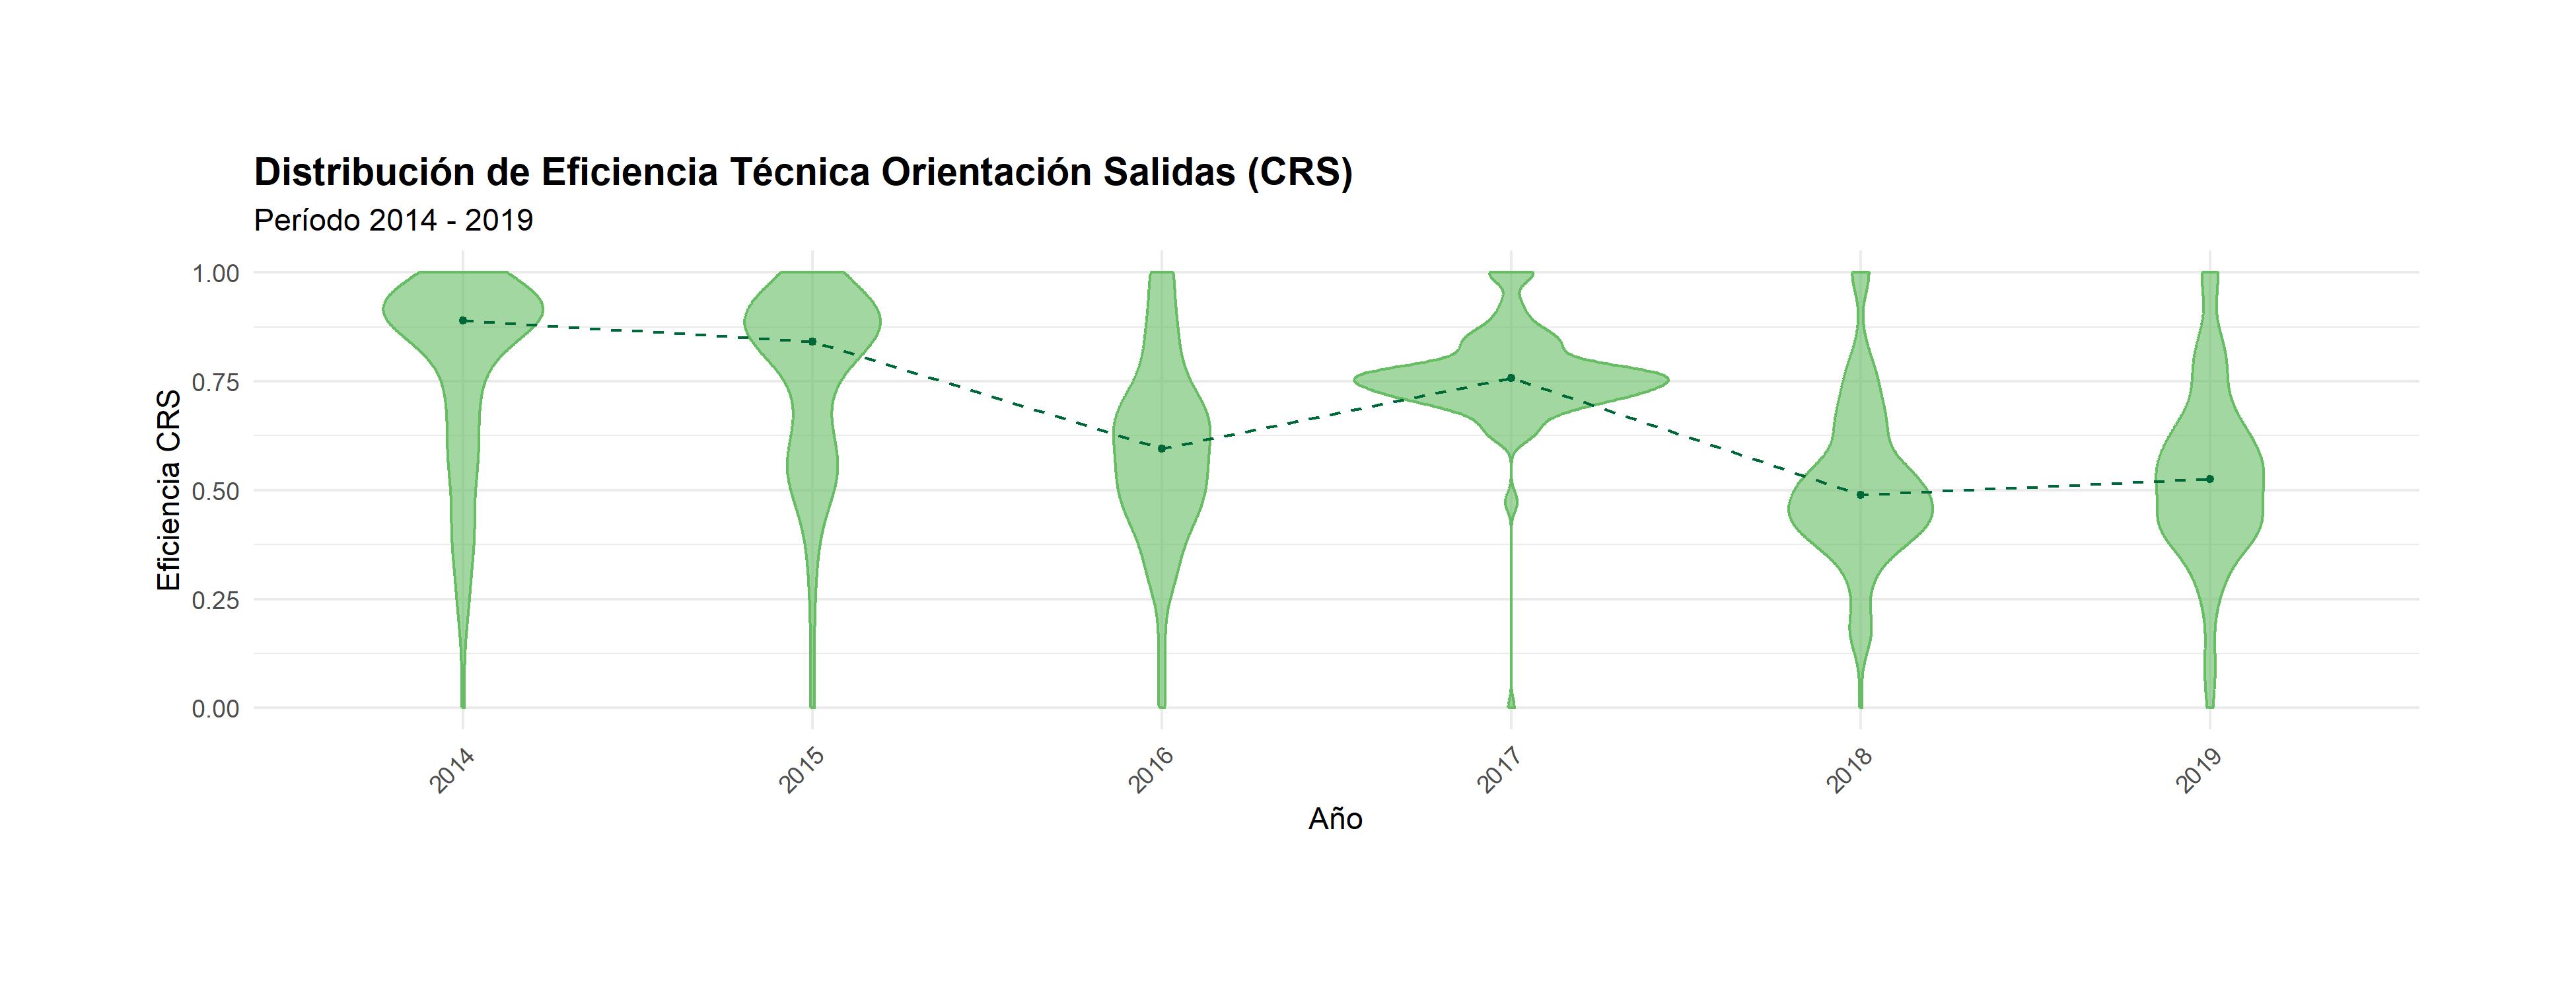 Distribución de Eficiencia Técnica Orientación Salidas (CRS)
Período 2014 - 2019
Eficiencia CRS
1.00
0.75
0.50
0.25
0.00
2014
2015
2016
2017
2018
2019
Año